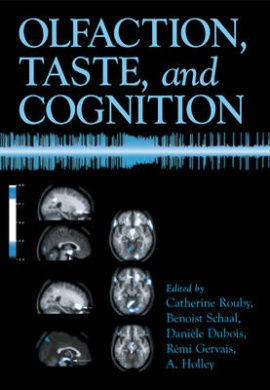 OLFACTION,
TASTE, and
COGNITION
Edited by
Catherine Rouby,
Benoist Schaal,
Danièle Dubois,
Rémi Gervais,
A. Holley